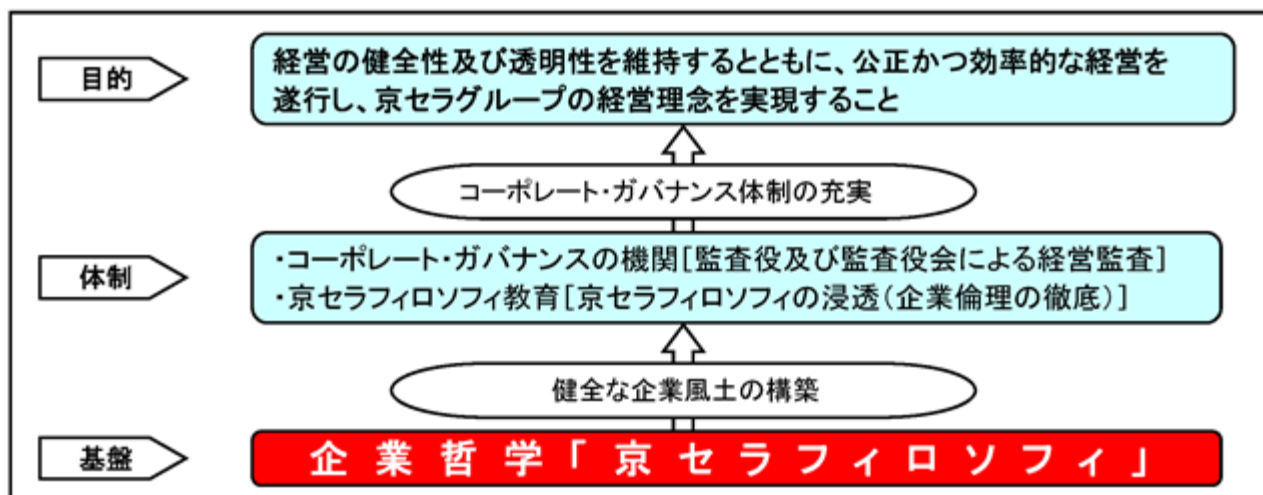 目的
経営の健全性及び透明性を維持するとともに、公正かつ効率的な経営を
遂行し、京セラグループの経営理念を実現すること
コーポレート・ガバナンス体制の充実
体制
・コーポレート・ガバナンスの機関[監査役及び監査役会による経営監査]
・京セラフィロソフィ教育[京セラフィロソフィの浸透(企業倫理の徹底)]
健全な企業風土の構築
基盤
企業哲学「京セラフィロソフィ」